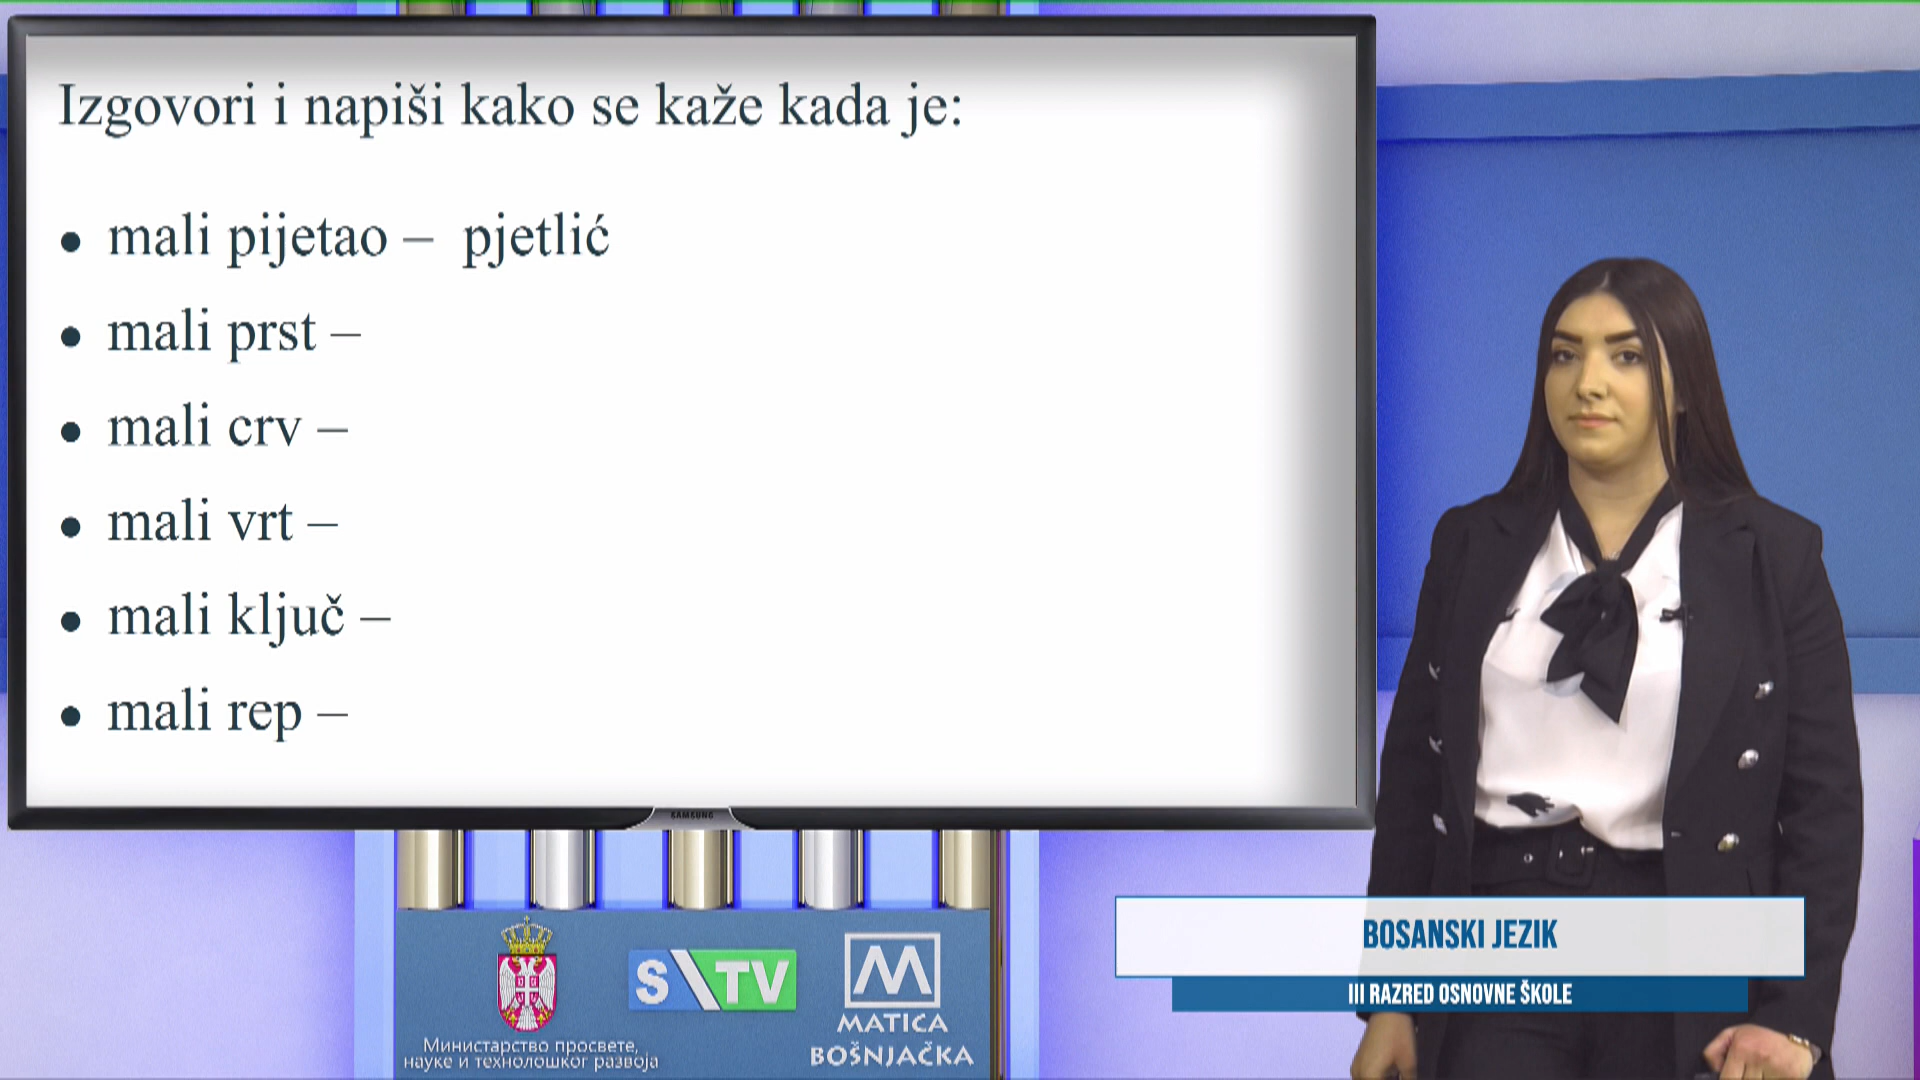 Izgovori i napiši kako se kaže kada je:
• mali pijetao – pjetlić
• mali prst –
• mali crv –
• mali vrt –
• mali ključ –
• mali rep –
SAMSUNG
BOSANSKI JEZIK
III RAZRED OSNOVNE ŠKOLE
Министарство просвете,
науке и технолошког развоја
S TV
MATICA
BOŠNJAČKA